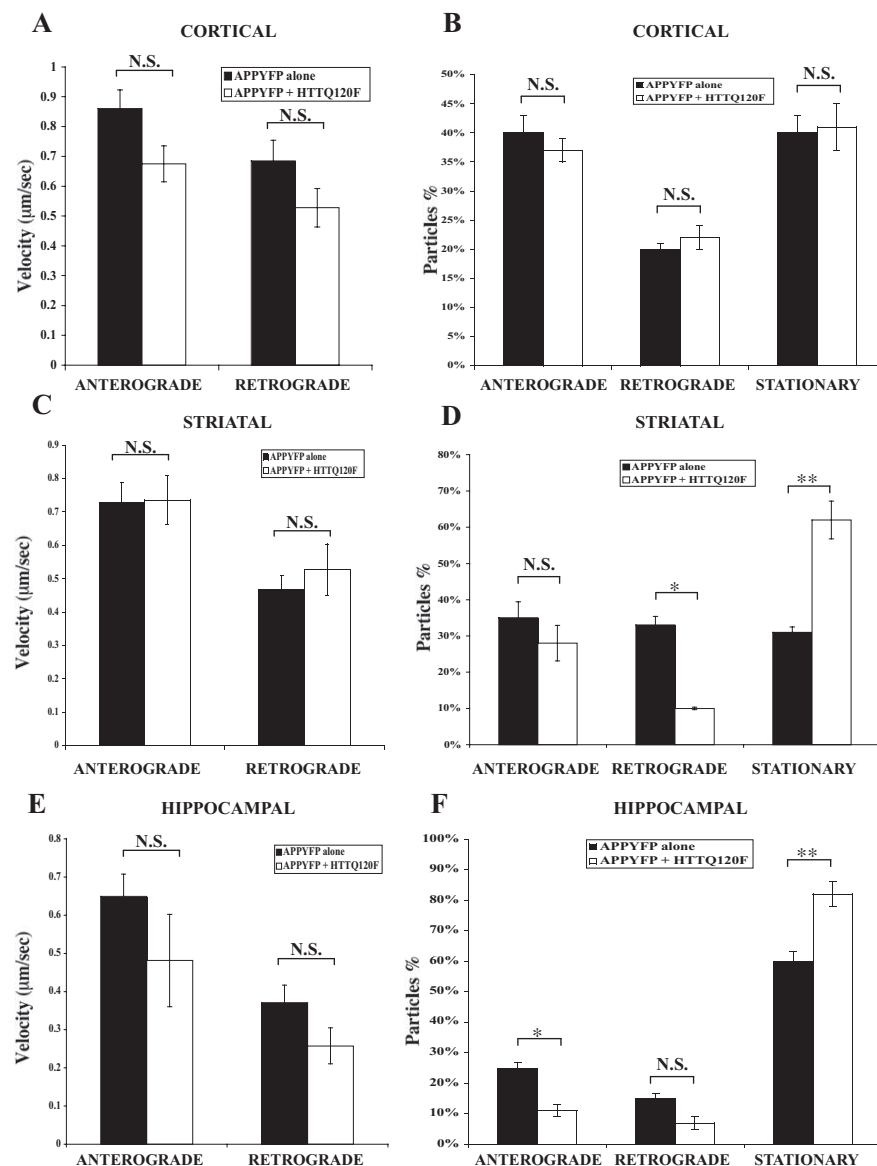 A
CORTICAL
N.S.
APPYFP alone
APPYFP + HTTQ120F
N.S.
Velocity (µm/sec)
1
0.9
0.8
0.7
0.6
0.5
0.4
0.3
0.2
0.1
0
ANTEROGRADE RETROGRADE
B
CORTICAL
APPYFP alone
APPYFP + HTTQ120F
N.S.
N.S.
N.S.
Particles %
50%
45%
40%
35%
30%
25%
20%
15%
10%
5%
0%
ANTEROGRADE RETROGRADE STATIONARY
C
STRIATAL
N.S.
APPYFP alone
APPYFP + HTTQ120F
N.S.
Velocity (µm/sec)
0.9
0.8
0.7
0.6
0.5
0.4
0.3
0.2
0.1
0
ANTEROGRADE RETROGRADE
D
STRIATAL
APPYFP alone
APPYFP + HTTQ120F
N.S.
*
**
Particles %
80%
70%
60%
50%
40%
30%
20%
10%
0%
ANTEROGRADE RETROGRADE STATIONARY
E
HIPPOCAMPAL
N.S.
APPYFP alone
APPYFP + HTTQ120F
N.S.
Velocity (µm/sec)
0.8
0.7
0.6
0.5
0.4
0.3
0.2
0.1
0
ANTEROGRADE RETROGRADE
F
HIPPOCAMPAL
APPYFP alone
APPYFP + HTTQ120F
*
N.S.
**
Particles %
100%
90%
80%
70%
60%
50%
40%
30%
20%
10%
0%
ANTEROGRADE RETROGRADE STATIONARY